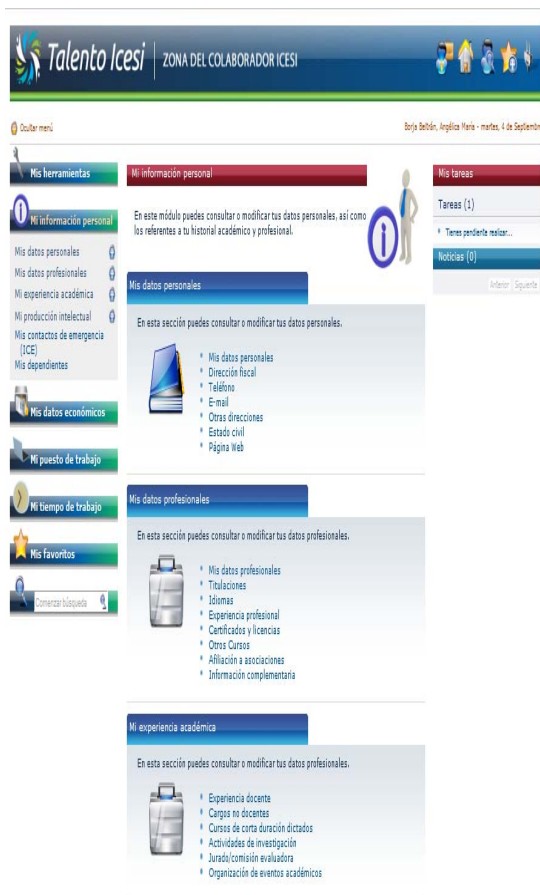 Talento Icesi | ZONA DEL COLABORADOR ICESI
Ocultar menú
Borja Beltrán, Angélica María - martes, 4 de Septiembre
Mis herramientas
Mi información personal
Mis datos personales
Mis datos profesionales
Mi experiencia académica
Mi producción intelectual
Mis contactos de emergencia
(ICE)
Mis dependientes
Mis datos económicos
Mi puesto de trabajo
Mi tiempo de trabajo
Mis favoritos
Comenzar búsqueda
Mi información personal
En este módulo puedes consultar o modificar tus datos personales, así como
los referentes a tu historial académico y profesional.
Mis datos personales
En esta sección puedes consultar o modificar tus datos personales.
Mis datos personales
Dirección fiscal
Teléfono
E-mail
Otras direcciones
Estado civil
Página Web
Mis datos profesionales
En esta sección puedes consultar o modificar tus datos profesionales.
Mis datos profesionales
Titulaciones
Idiomas
Experiencia profesional
Certificados y licencias
Otros Cursos
Afiliación a asociaciones
Información complementaria
Mi experiencia académica
En esta sección puedes consultar o modificar tus datos profesionales.
Experiencia docente
Cargos no docentes
Cursos de corta duración dictados
Actividades de investigación
Jurado/comisión evaluadora
Organización de eventos académicos
Mis tareas
Tareas (1)
Tienes pendiente realizar...
Noticias (0)
Anterior | Siguiente